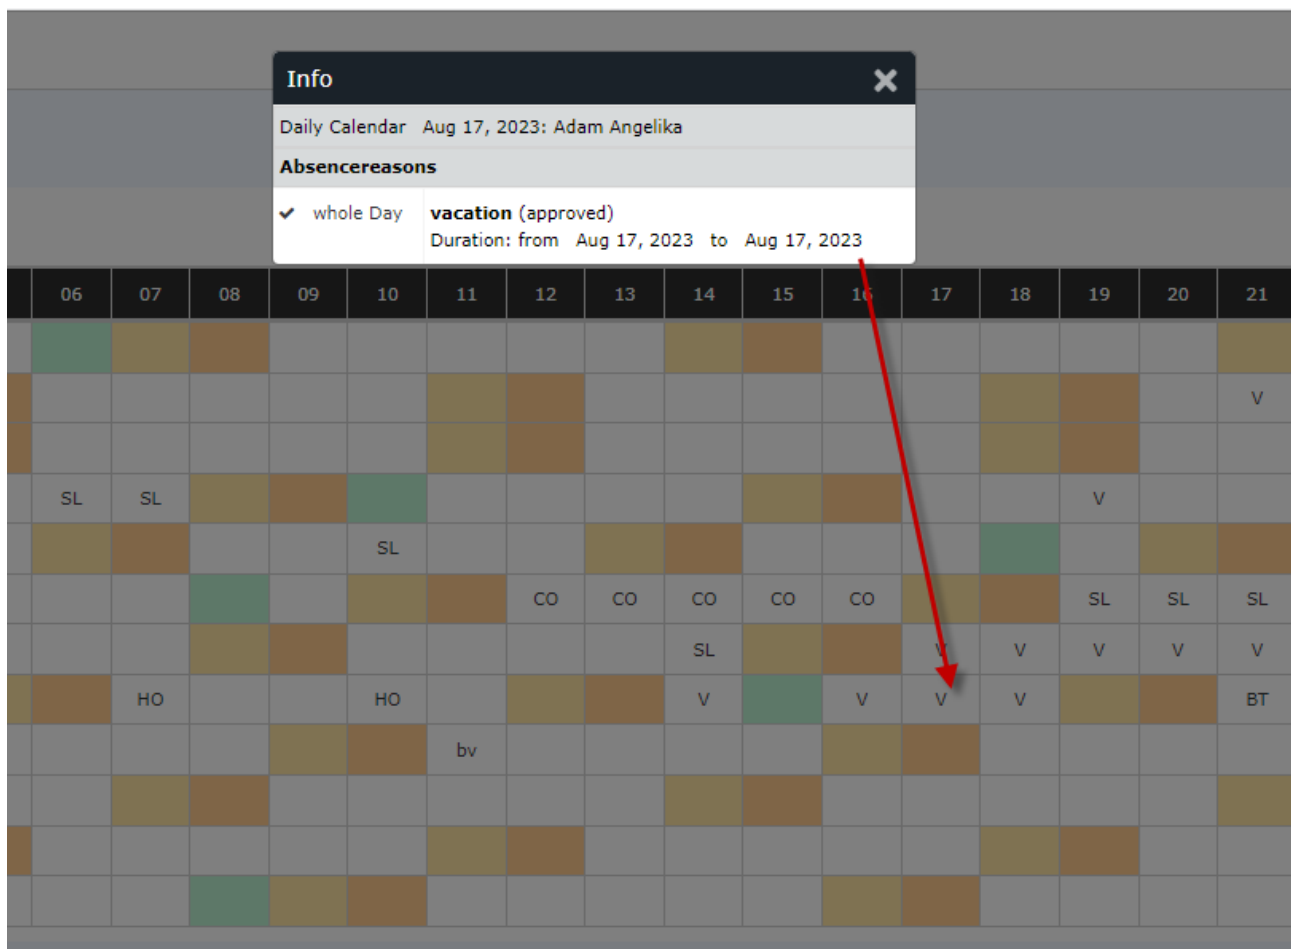 Info
Daily Calendar Aug 17, 2023: Adam Angelika
Absencereasons
whole Day vacation (approved)
Duration: from Aug 17, 2023 to Aug 17, 2023
06 07 08 09 10 11 12 13 14 15 16 17 18 19 20 21
V
SL SL V
SL
CO CO CO CO CO SL SL SL
SL V V V V V
HO HO V V V V BT
bv